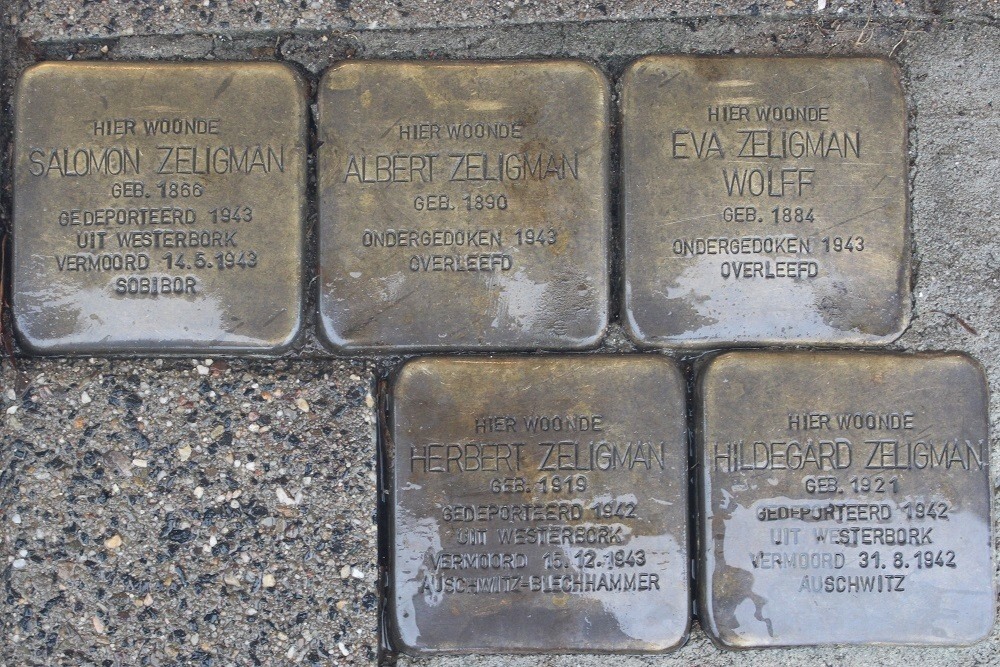 HIER WOONDE
SALOMON ZELIGMAN
GEB. 1866
GEDEPORTEERD 1943
UIT WESTERBORK
VERMOORD 14.5.1943
SOBIBOR
HIER WOONDE
ALBERT ZELIGMAN
GEB. 1890
ONDERGEDOKEN 1943
OVERLEEFD
HIER WOONDE
EVA ZELIGMAN
WOLFF
GEB. 1884
ONDERGEDOKEN 1943
OVERLEEFD
HIER WOONDE
HERBERT ZELIGMAN
GEB. 1919
GEDEPORTEERD 1942
UIT WESTERBORK
VERMOORD 15.12.1943
AUSCHWITZ-BLECHHAMMER
HIER WOONDE
HILDEGARD ZELIGMAN
GEB. 1921
GEDEPORTEERD 1942
UIT WESTERBORK
VERMOORD 31.8.1942
AUSCHWITZ